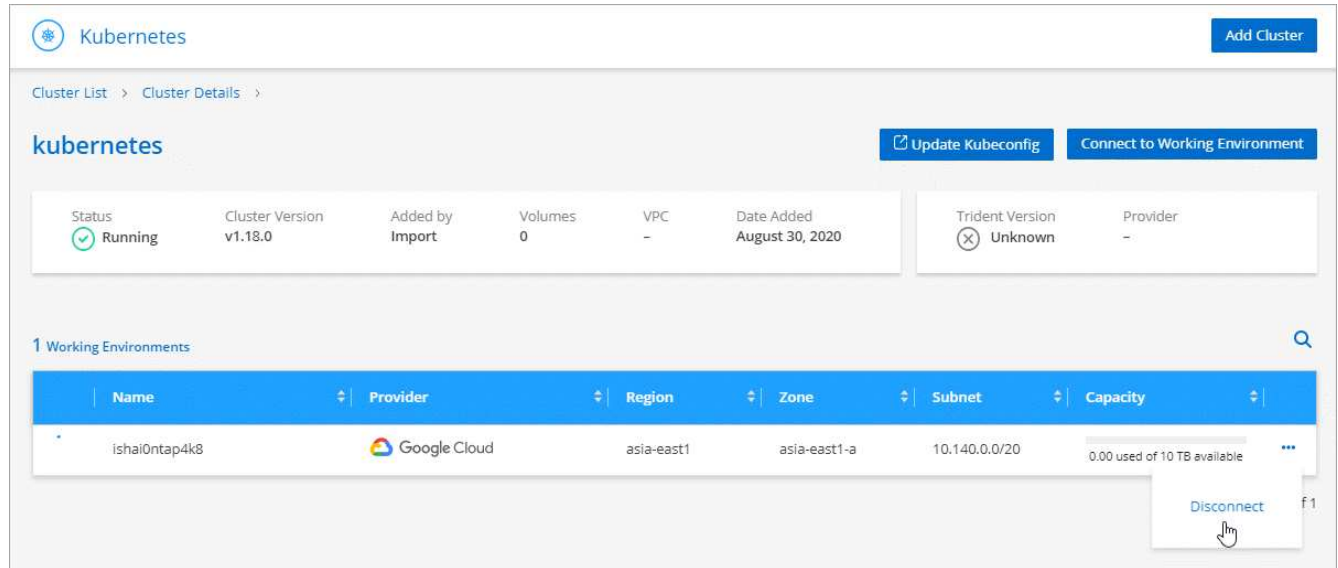 Kubernetes
Add Cluster
Cluster List > Cluster Details >
kubernetes
Update Kubeconfig
Connect to Working Environment
Status Cluster Version Added by Volumes VPC Date Added Trident Version Provider
Running v1.18.0 Import 0 – – August 30, 2020 Unknown –
1 Working Environments
Name Provider Region Zone Subnet Capacity
ishai0ntap4k8 Google Cloud asia-east1 asia-east1-a 10.140.0.0/20 0.00 used of 10 TB available
Disconnect
f 1